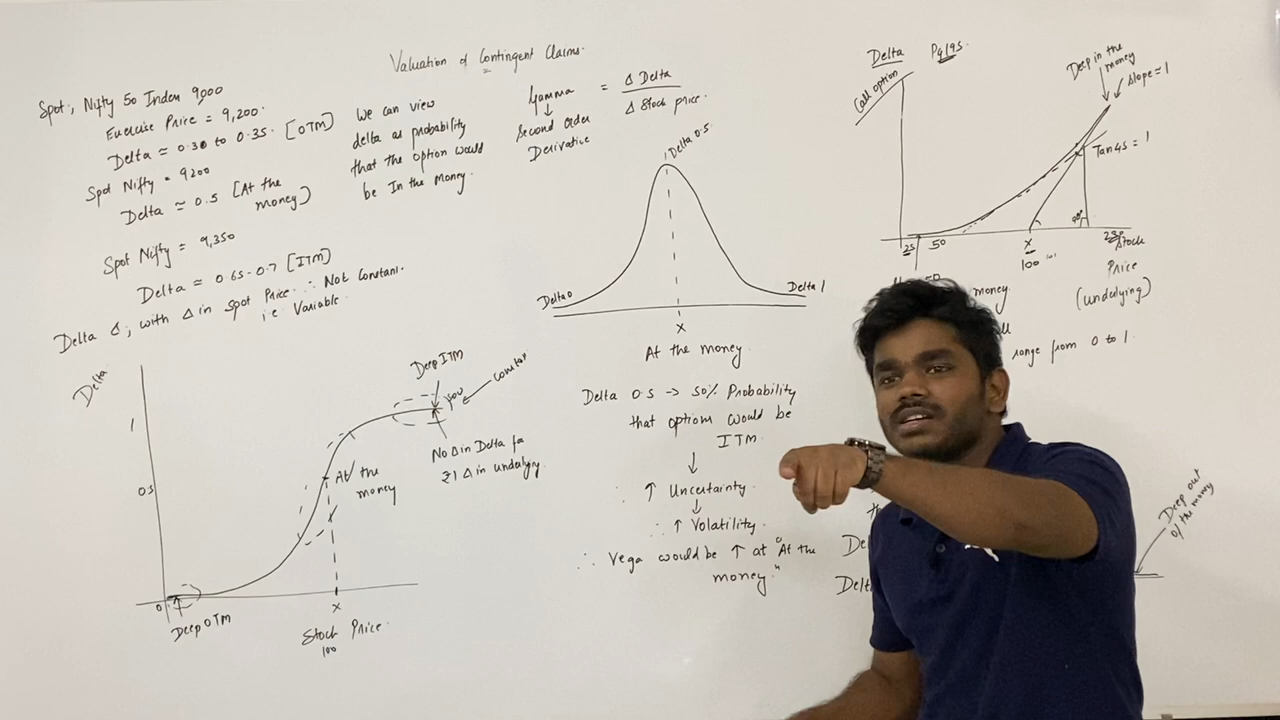 Valuation of Contingent Claims.
Spot, Nifty 50 Index 9000
Exercise Price = 9,200.
Delta ≈ 0.30 to 0.35. [OTM]
Spot Nifty = 9200
Delta ≈ 0.5 [At the
money]
Spot Nifty = 9,350
Delta ≈ 0.65-0.7 [ITM]
Delta Δ, with Δ in Spot Price. ∴ Not Constant.
i.e Variable.
We can view
delta as probability
that the option would
be In the money.
Gamma = Δ Delta
Δ Stock price.
↓
Second Order
Derivative
Delta 0.5
Delta 0
Delta 1
X
At the money.
Delta 0.5 → 50% Probability
that options would be
ITM.
↓
∴ ↑ Uncertainty.
↓
∴ ↑ Volatility.
∴ Vega would be ↑ at "At the
money."
Delta
1
0.5
0
Deep OTM
At the
money
X
Stock Price.
100
Deep ITM
constan
No Δ in Delta for
₹1 Δ in underlying.
Delta Pg 195.
Call option
Deep in the
money
slope = 1
Tan 45 = 1
90°
25 50
X
100
Stock
Price
(underlying)
money.
range from 0 to 1.
Del
Delt
Deep out
of the money